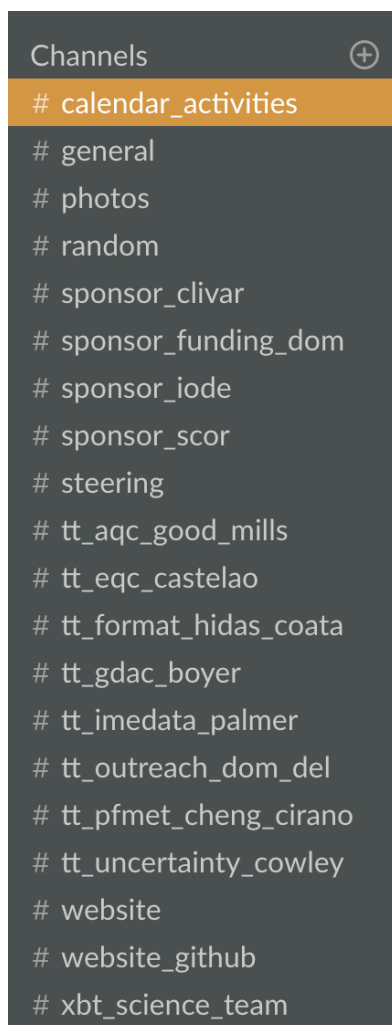 Channels
# calendar_activities
# general
# photos
# random
# sponsor_clivar
# sponsor_funding_dom
# sponsor_iode
# sponsor_scor
# steering
# tt_aqc_good_mills
# tt_eqc_castelao
# tt_format_hidas_coata
# tt_gdac_boyer
# tt_imedata_palmer
# tt_outreach_dom_del
# tt_pfmet_cheng_cirano
# tt_uncertainty_cowley
# website
# website_github
# xbt_science_team